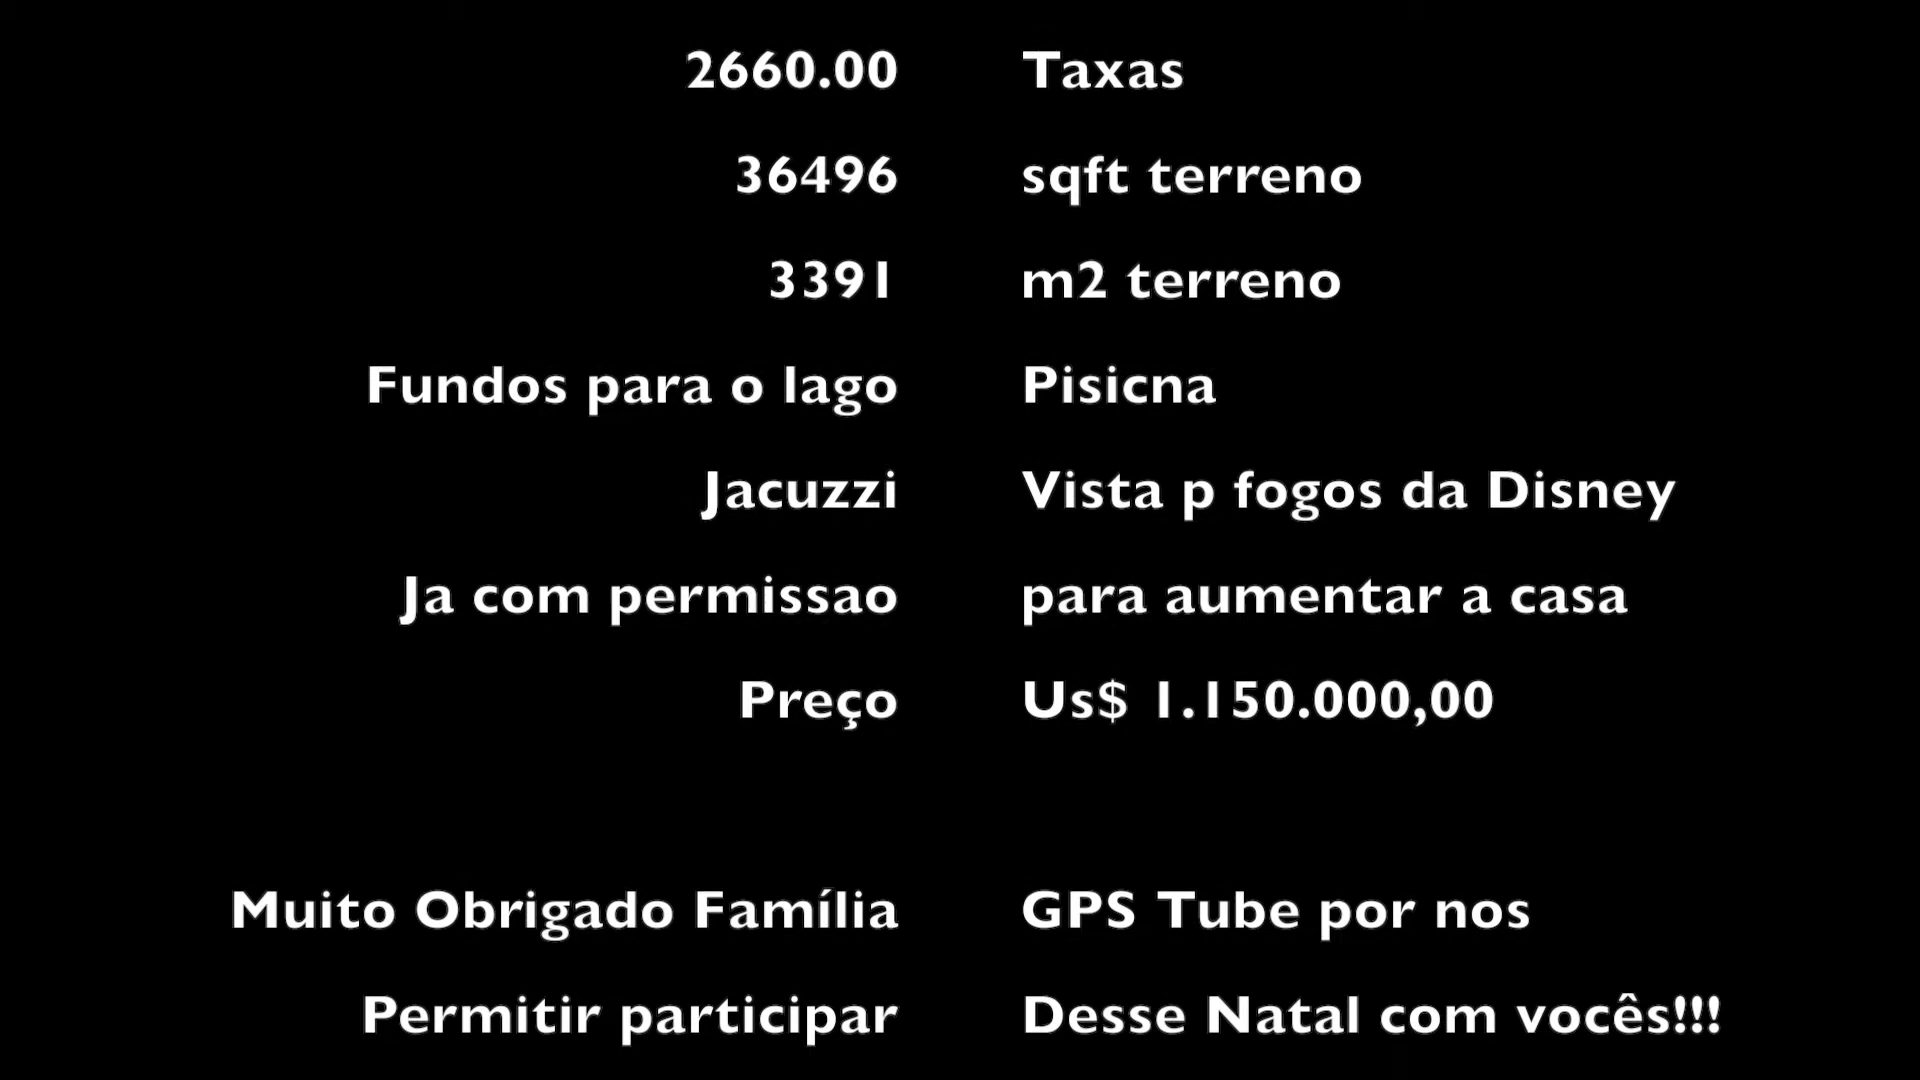 2660.00 Taxas
36496 sqft terreno
3391 m2 terreno
Fundos para o lago Pisicna
Jacuzzi Vista p fogos da Disney
Ja com permissao para aumentar a casa
Preço Us$ 1.150.000,00
Muito Obrigado Família GPS Tube por nos
Permitir participar Desse Natal com vocês!!!